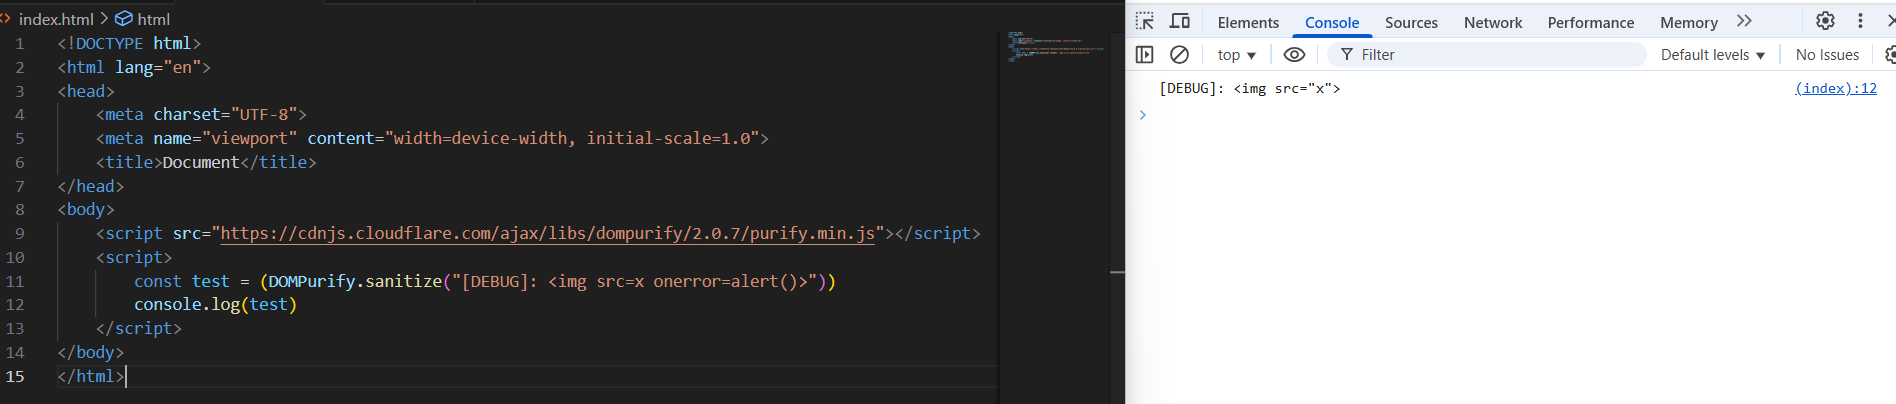 index.html > html
1 <!DOCTYPE html>
2 <html lang="en">
3 <head>
4 <meta charset="UTF-8">
5 <meta name="viewport" content="width=device-width, initial-scale=1.0">
6 <title>Document</title>
7 </head>
8 <body>
9 <script src="https://cdnjs.cloudflare.com/ajax/libs/dompurify/2.0.7/purify.min.js"></script>
10 <script>
11 const test = (DOMPurify.sanitize("[DEBUG]: <img src=x onerror=alert()>"))
12 console.log(test)
13 </script>
14 </body>
15 </html>
Elements Console Sources Network Performance Memory
top Filter Default levels No Issues
[DEBUG]: <img src="x"> (index):12